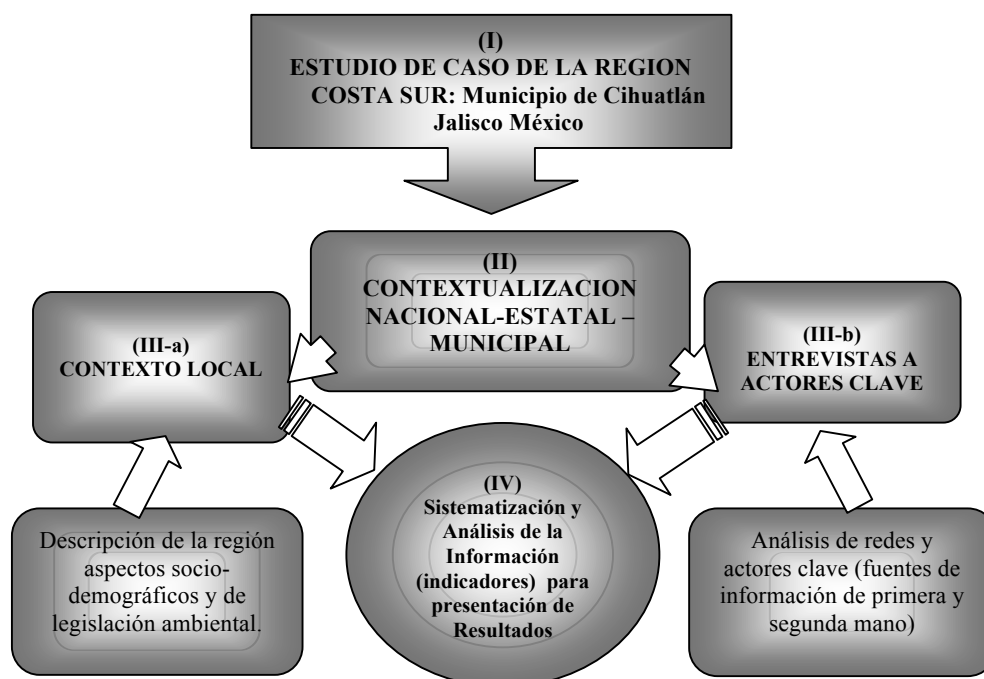 (I)
ESTUDIO DE CASO DE LA REGION
COSTA SUR: Municipio de Cihuatlán
Jalisco México
(II)
CONTEXTUALIZACION
NACIONAL-ESTATAL –
MUNICIPAL
(III-a)
CONTEXTO LOCAL
(III-b)
ENTREVISTAS A
ACTORES CLAVE
(IV)
Sistematización y
Análisis de la
Información
(indicadores) para
presentación de
Resultados
Descripción de la región
aspectos socio-
demográficos y de
legislación ambiental.
Análisis de redes y
actores clave (fuentes de
información de primera y
segunda mano)